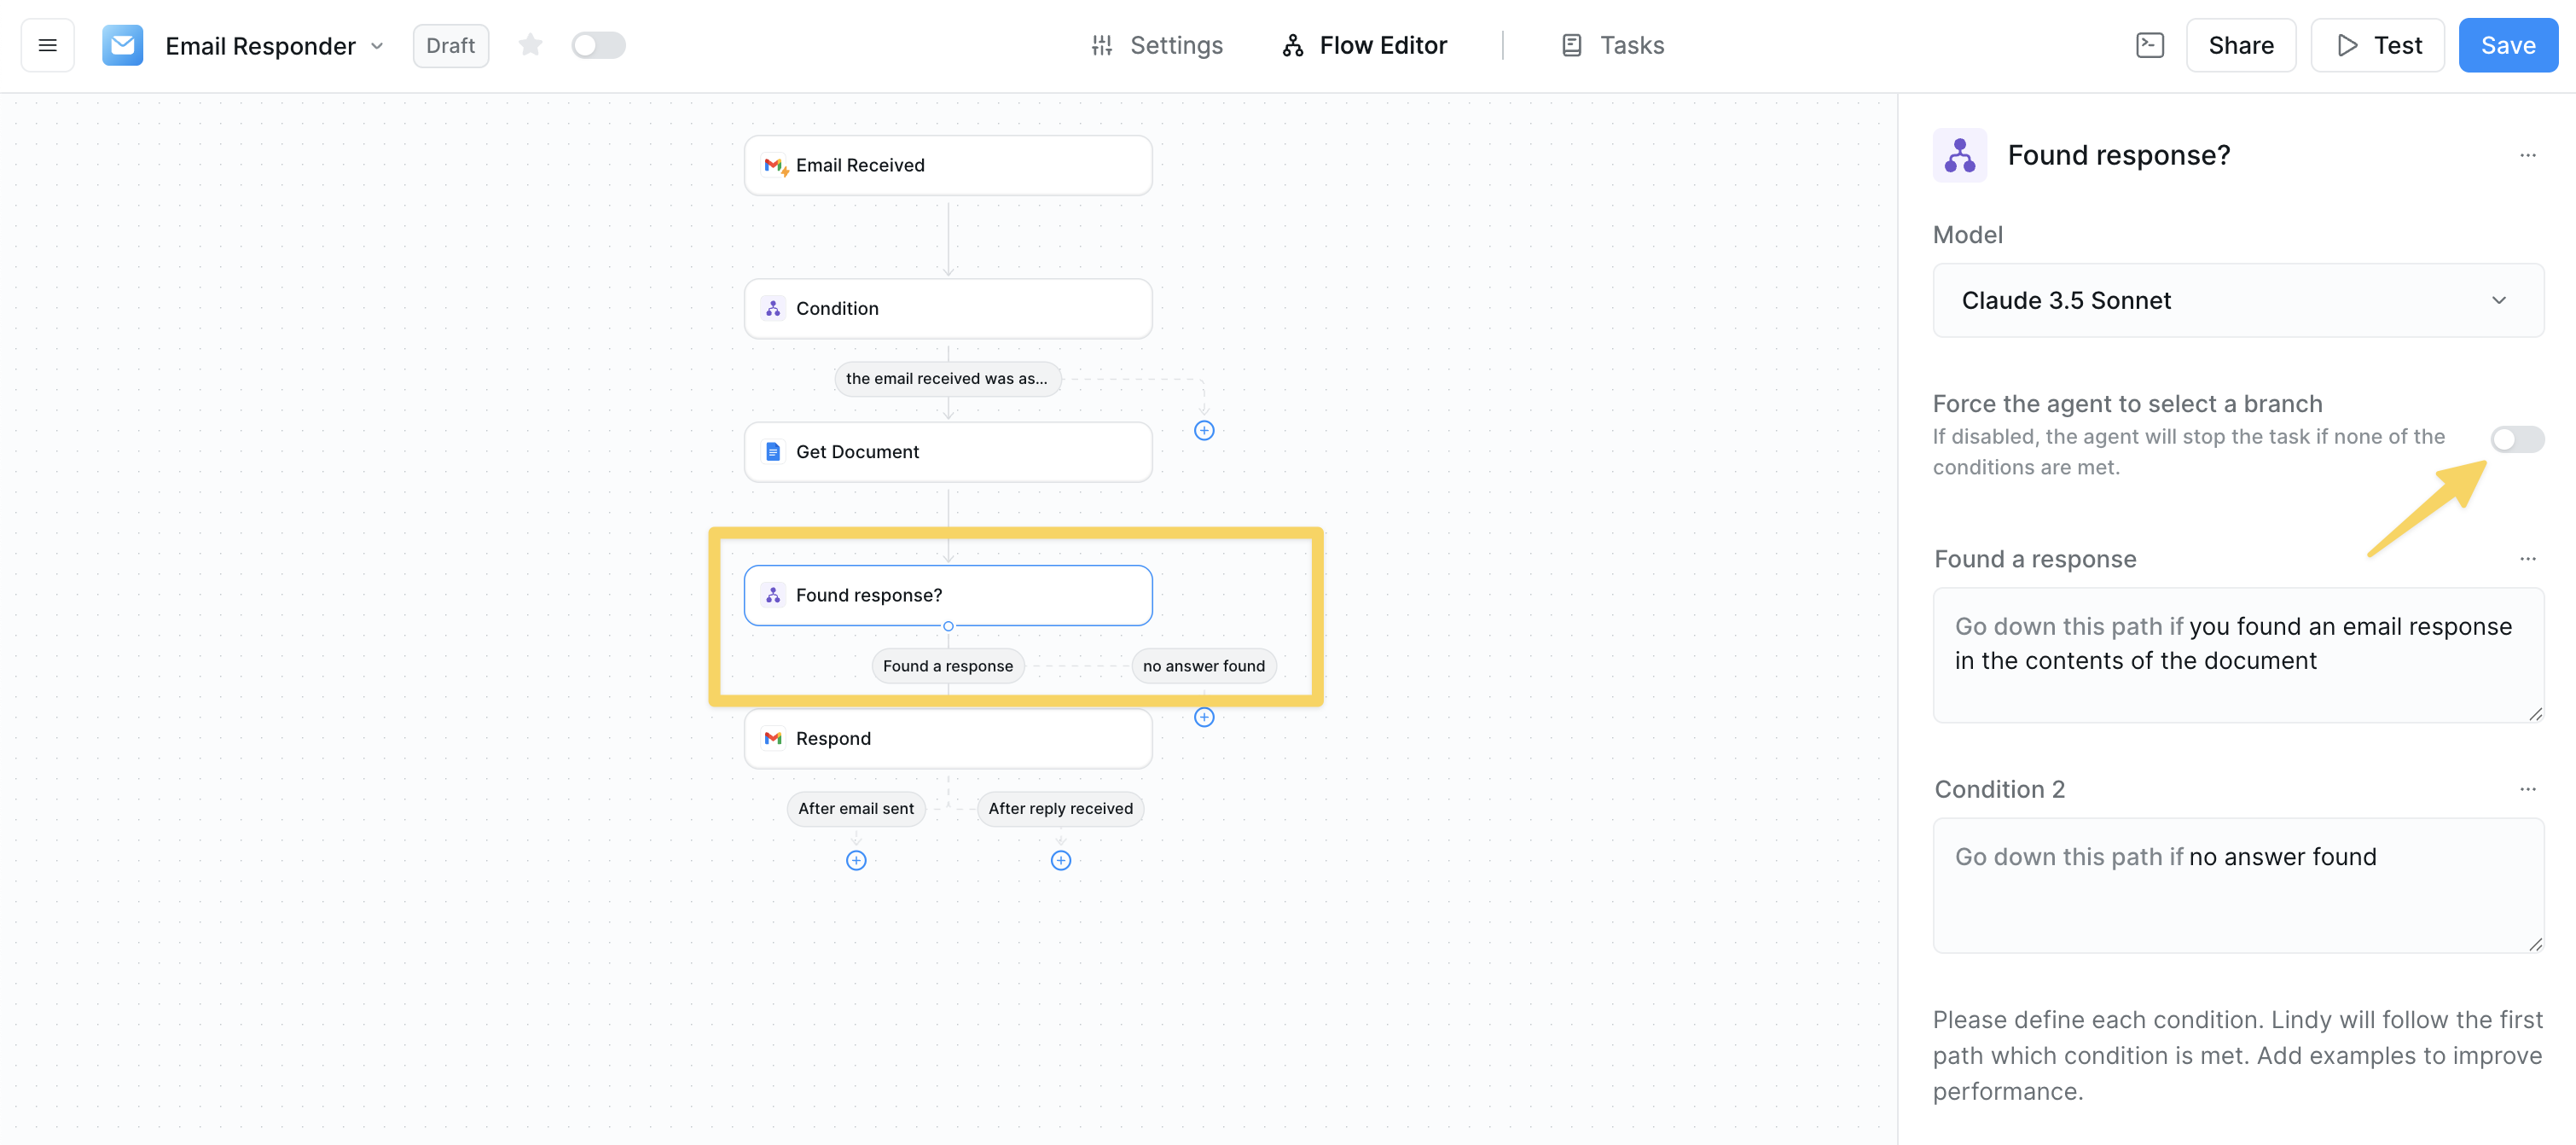 Email Responder
Draft
Settings
Flow Editor
Tasks
Share
Test
Save
Email Received
Condition
the email received was as...
Get Document
Found response?
Found a response
no answer found
Respond
After email sent
After reply received
Found response?
Model
Claude 3.5 Sonnet
Force the agent to select a branch
If disabled, the agent will stop the task if none of the
conditions are met.
Found a response
Go down this path if you found an email response
in the contents of the document
Condition 2
Go down this path if no answer found
Please define each condition. Lindy will follow the first
path which condition is met. Add examples to improve
performance.